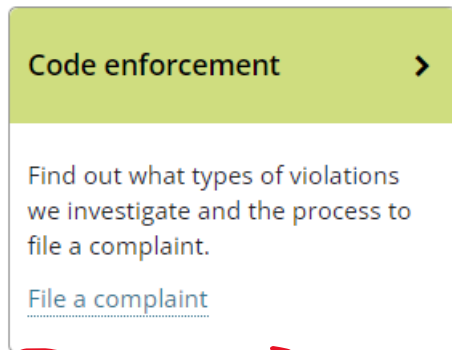 Code enforcement
Find out what types of violations
we investigate and the process to
file a complaint.
File a complaint